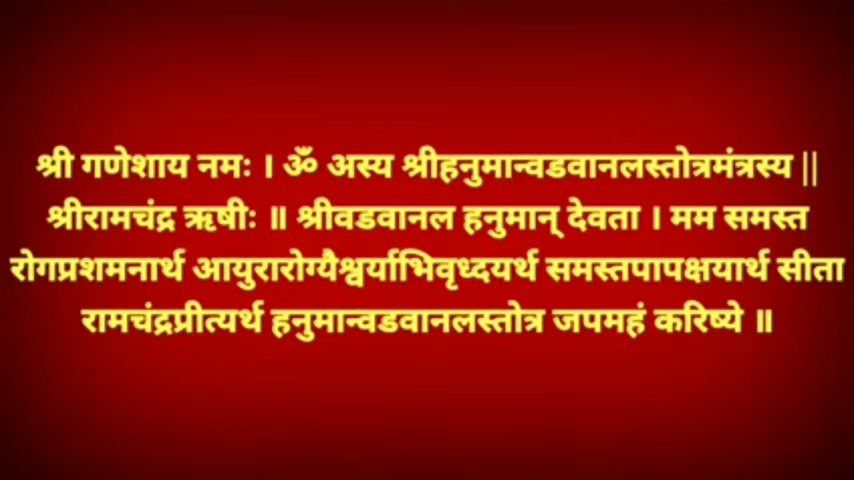 श्री गणेशाय नमः । ॐ अस्य श्रीहनुमान्वडवानलस्तोत्रमंत्रस्य ||
श्रीरामचंद्र ऋषीः ॥ श्रीवडवानल हनुमान् देवता । मम समस्त
रोगप्रशमनार्थ आयुरारोग्यैश्वर्याभिवृध्दयर्थ समस्तपापक्षयार्थ सीता
रामचंद्रप्रीत्यर्थ हनुमान्वडवानलस्तोत्र जपमहं करिष्ये ॥